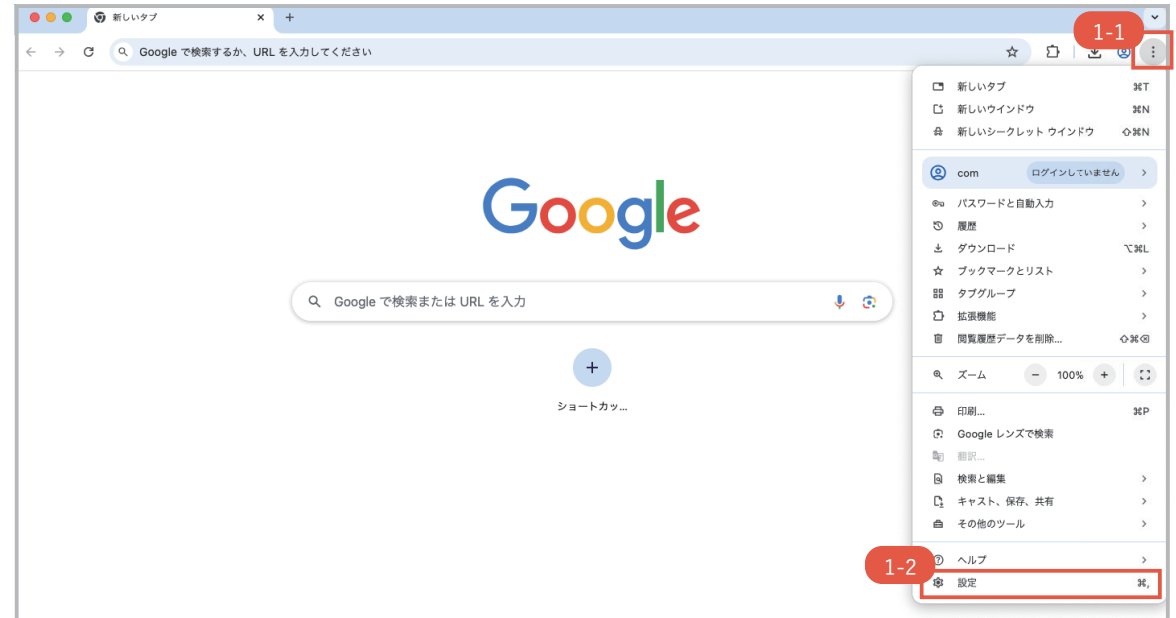 新しいタブ
1-1
Google で検索するか、URL を入力してください
新しいタブ ⌘T
新しいウインドウ ⌘N
新しいシークレット ウインドウ ⇧⌘N
com ログインしていません
パスワードと自動入力
履歴
ダウンロード ⌥⌘L
ブックマークとリスト
タブグループ
拡張機能
閲覧履歴データを削除... ⇧⌘⌫
Google
Google で検索または URL を入力
ショートカッ...
ズーム − 100% +
印刷... ⌘P
Google レンズで検索
翻訳...
検索と編集
キャスト、保存、共有
その他のツール
ヘルプ
1-2
設定 ⌘,